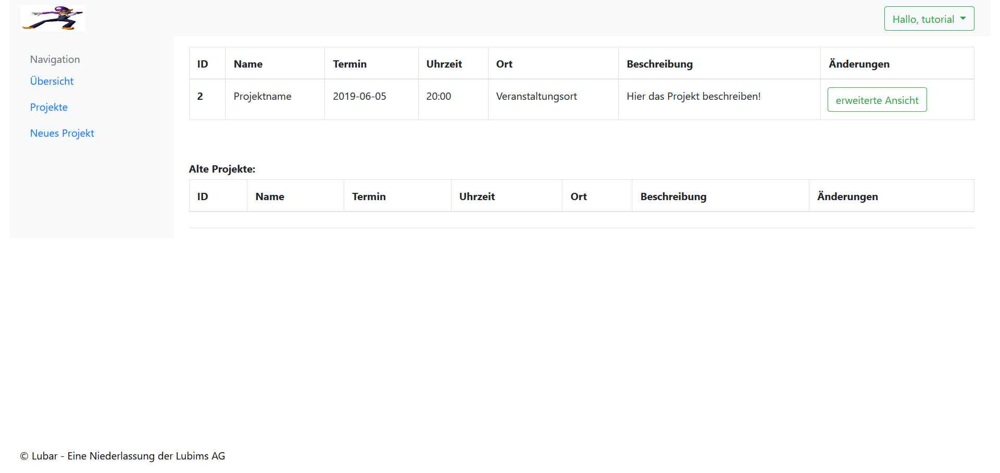 Hallo, tutorial
Navigation
Übersicht
Projekte
Neues Projekt
ID Name Termin Uhrzeit Ort Beschreibung Änderungen
2 Projektname 2019-06-05 20:00 Veranstaltungsort Hier das Projekt beschreiben! erweiterte Ansicht
Alte Projekte:
ID Name Termin Uhrzeit Ort Beschreibung Änderungen
© Lubar - Eine Niederlassung der Lubims AG